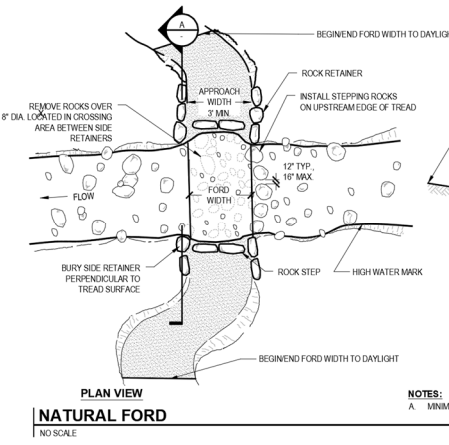 A
-
BEGIN/END FORD WIDTH TO DAYLIGH
ROCK RETAINER
APPROACH
WIDTH
3' MIN.
INSTALL STEPPING ROCKS
ON UPSTREAM EDGE OF TREAD
REMOVE ROCKS OVER
8" DIA. LOCATED IN CROSSING
AREA BETWEEN SIDE
RETAINERS
12" TYP.,
16" MAX.
FLOW
FORD
WIDTH
BURY SIDE RETAINER
PERPENDICULAR TO
TREAD SURFACE
ROCK STEP
HIGH WATER MARK
BEGIN/END FORD WIDTH TO DAYLIGHT
PLAN VIEW
NATURAL FORD
NO SCALE
NOTES:
A. MINIM